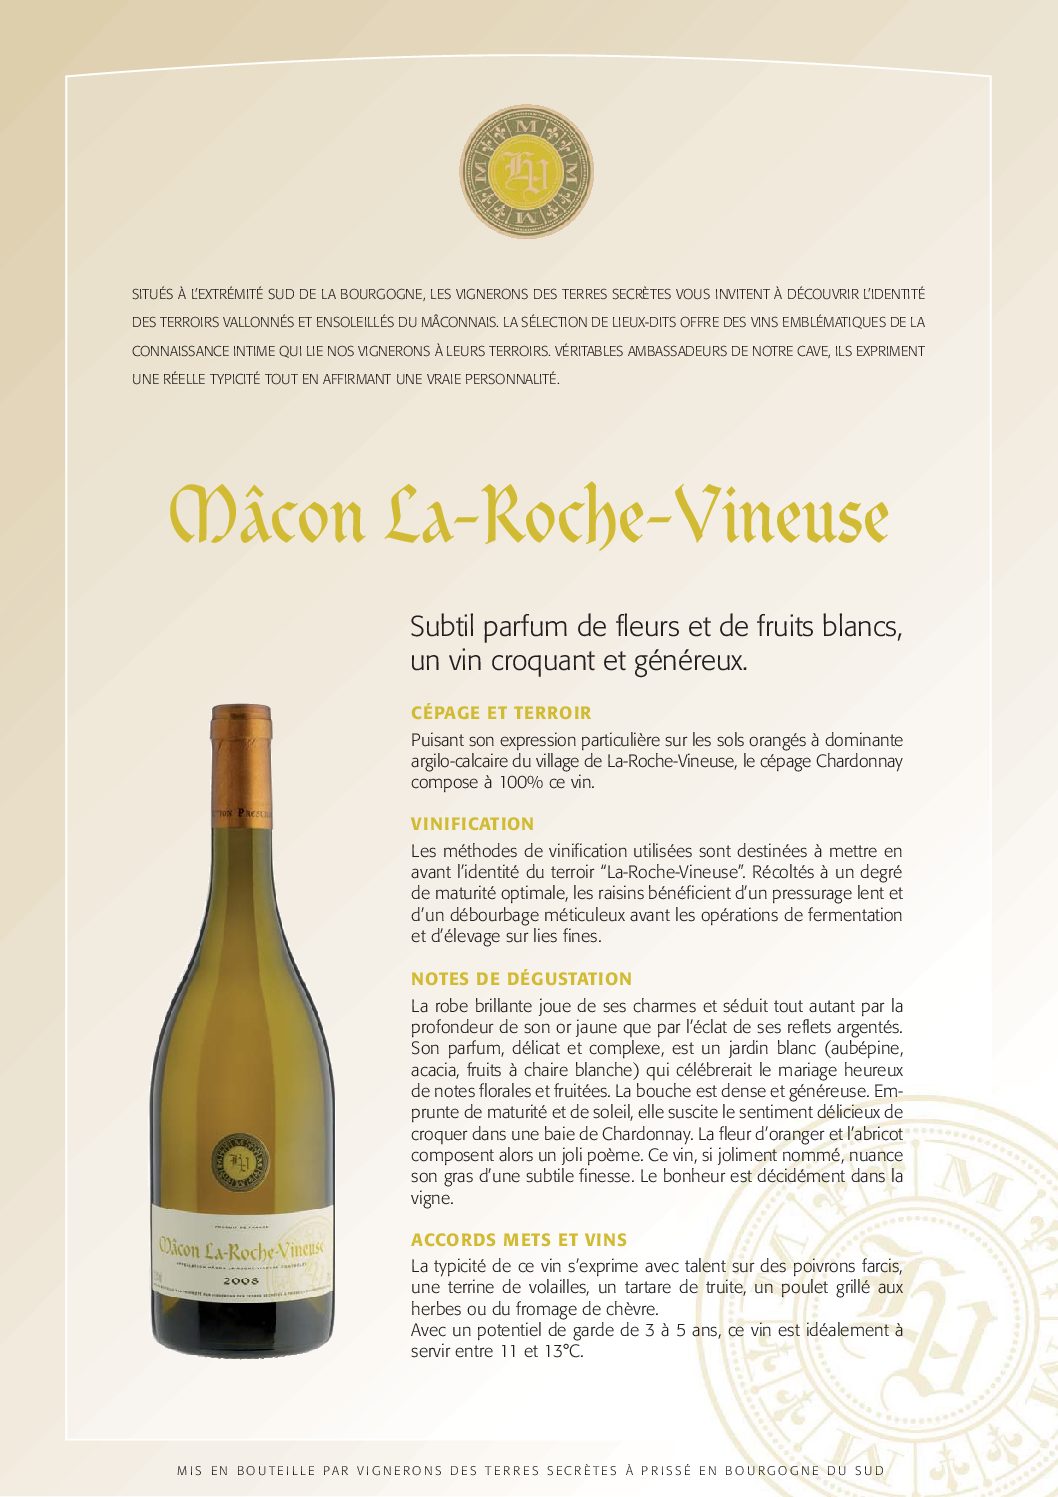 SITUÉS À L'EXTRÉMITÉ SUD DE LA BOURGOGNE, LES VIGNERONS DES TERRES SECRÈTES VOUS INVITENT À DÉCOUVRIR L'IDENTITÉ
DES TERROIRS VALLONNÉS ET ENSOLEILLÉS DU MÂCONNAIS. LA SÉLECTION DE LIEUX-DITS OFFRE DES VINS EMBLÉMATIQUES DE LA
CONNAISSANCE INTIME QUI LIE NOS VIGNERONS À LEURS TERROIRS. VÉRITABLES AMBASSADEURS DE NOTRE CAVE, ILS EXPRIMENT
UNE RÉELLE TYPICITÉ TOUT EN AFFIRMANT UNE VRAIE PERSONNALITÉ.
Mâcon La-Roche-Vineuse
Subtil parfum de fleurs et de fruits blancs,
un vin croquant et généreux.
CÉPAGE ET TERROIR
Puisant son expression particulière sur les sols orangés à dominante
argilo-calcaire du village de La-Roche-Vineuse, le cépage Chardonnay
compose à 100% ce vin.
VINIFICATION
Les méthodes de vinification utilisées sont destinées à mettre en
avant l'identité du terroir “La-Roche-Vineuse”. Récoltés à un degré
de maturité optimale, les raisins bénéficient d'un pressurage lent et
d'un débourbage méticuleux avant les opérations de fermentation
et d'élevage sur lies fines.
NOTES DE DÉGUSTATION
La robe brillante joue de ses charmes et séduit tout autant par la
profondeur de son or jaune que par l'éclat de ses reflets argentés.
Son parfum, délicat et complexe, est un jardin blanc (aubépine,
acacia, fruits à chaire blanche) qui célébrerait le mariage heureux
de notes florales et fruitées. La bouche est dense et généreuse. Em-
prunte de maturité et de soleil, elle suscite le sentiment délicieux de
croquer dans une baie de Chardonnay. La fleur d'oranger et l'abricot
composent alors un joli poème. Ce vin, si joliment nommé, nuance
son gras d'une subtile finesse. Le bonheur est décidément dans la
vigne.
ACCORDS METS ET VINS
La typicité de ce vin s'exprime avec talent sur des poivrons farcis,
une terrine de volailles, un tartare de truite, un poulet grillé aux
herbes ou du fromage de chèvre.
Avec un potentiel de garde de 3 à 5 ans, ce vin est idéalement à
servir entre 11 et 13°C.
PRODUIT DE FRANCE
Mâcon La-Roche-Vineuse
2008
MIS EN BOUTEILLE PAR VIGNERONS DES TERRES SECRÈTES À PRISSÉ EN BOURGOGNE DU SUD